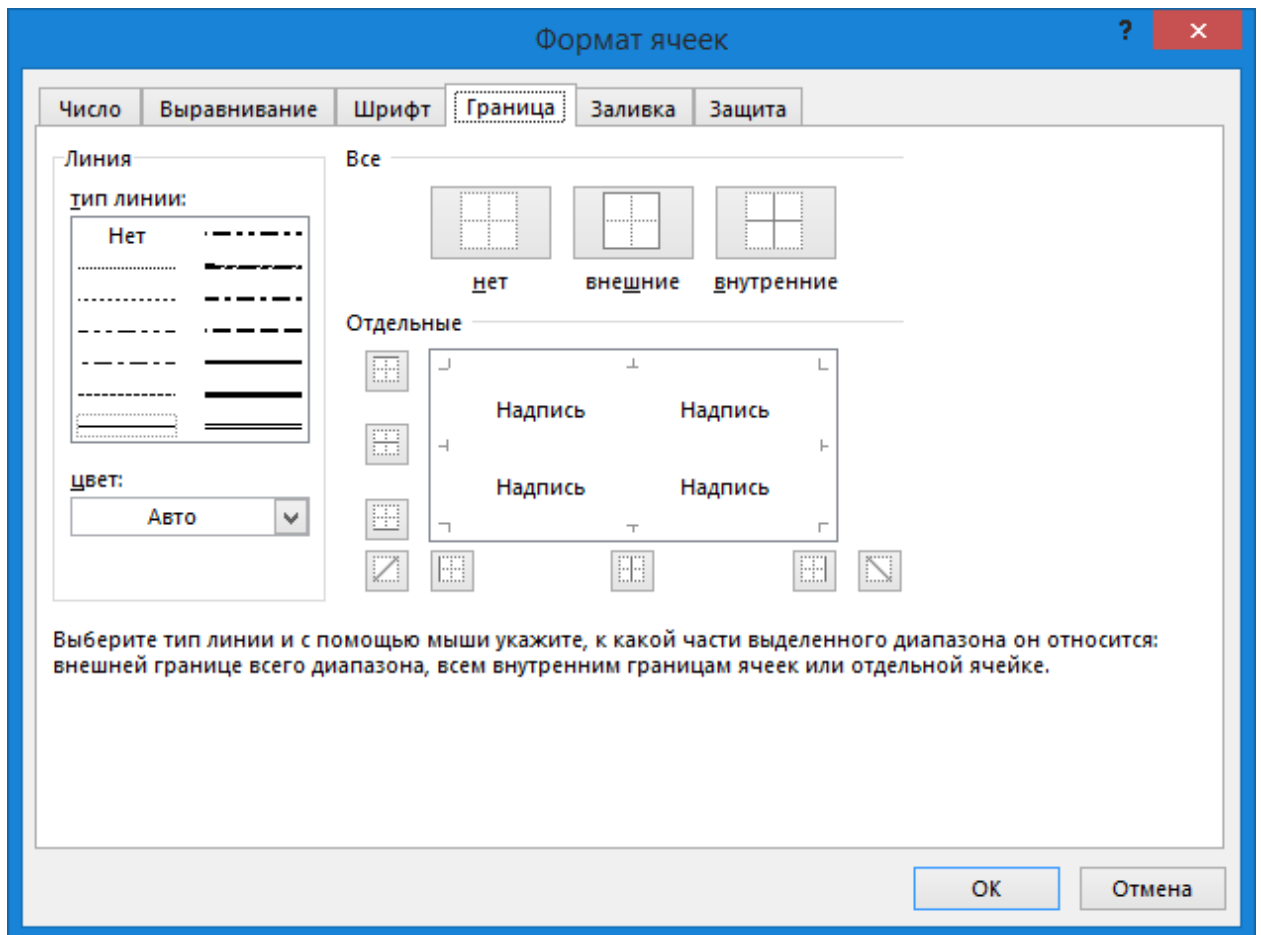 Формат ячеек
?
Число Выравнивание Шрифт Граница Заливка Защита
Линия
тип линии:
Нет
цвет:
Авто
Все
нет внешние внутренние
Отдельные
Надпись Надпись
Надпись Надпись
Выберите тип линии и с помощью мыши укажите, к какой части выделенного диапазона он относится:
внешней границе всего диапазона, всем внутренним границам ячеек или отдельной ячейке.
ОК Отмена